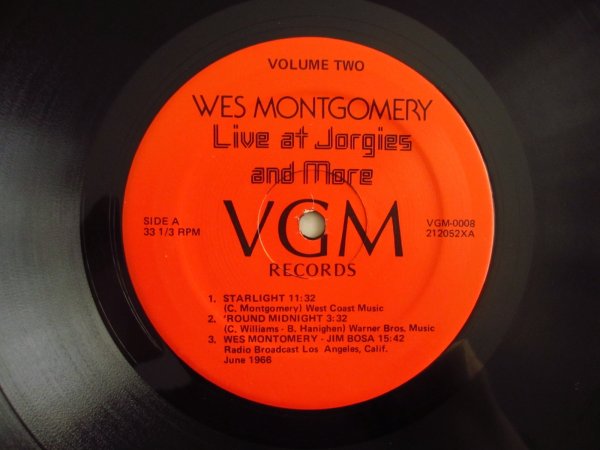 VOLUME TWO
WES MONTGOMERY
Live at Jorgies
and More
SIDE A
33 1/3 RPM
VGM
VGM-0008
212052XA
RECORDS
1. STARLIGHT 11:32
(C. Montgomery) West Coast Music
2. 'ROUND MIDNIGHT 3:32
(C. Williams - B. Hanighen) Warner Bros, Music
3. WES MONTOMERY - JIM BOSA 15:42
Radio Broadcast Los Angeles, Calif.
June 1966